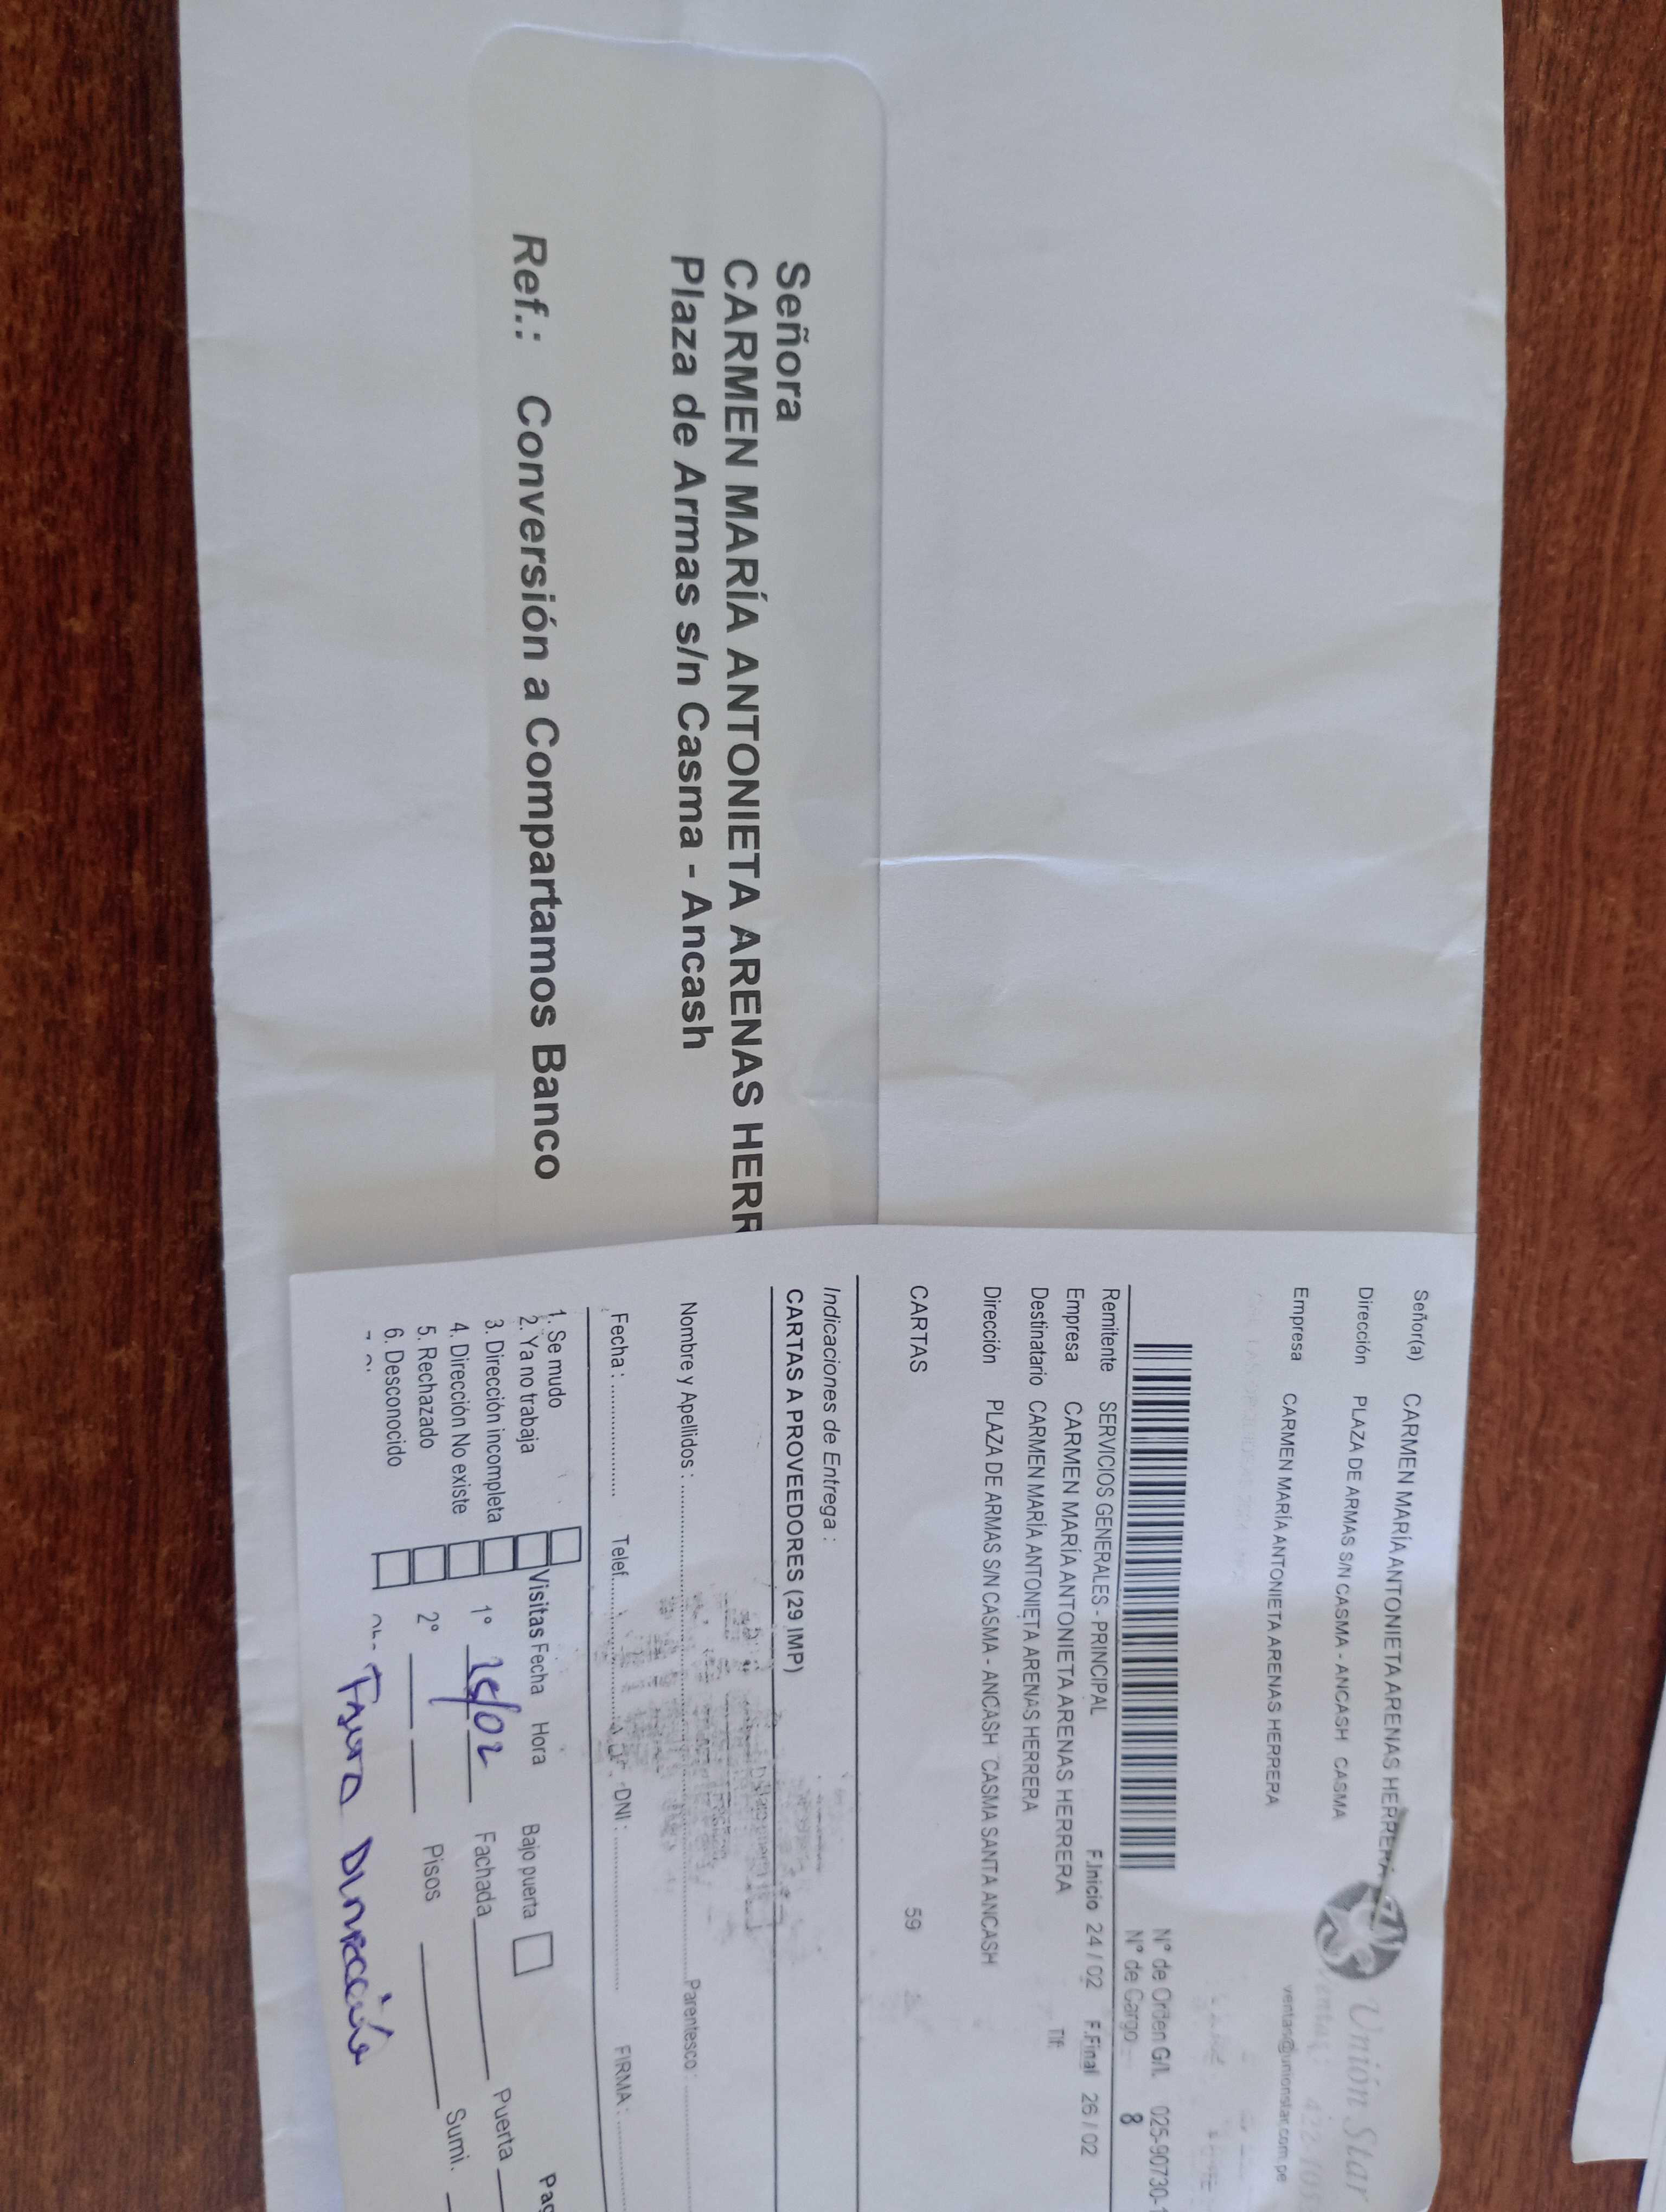 Señora
CARMEN MARÍA ANTONIETA ARENAS HERR
Plaza de Armas s/n Casma - Ancash
Ref.: Conversión a Compartamos Banco
Señor(a) CARMEN MARÍA ANTONIETA ARENAS HERRERA
Unión Star
Dirección PLAZA DE ARMAS S/N CASMA - ANCASH CASMA
ventas@unionstar.com.pe
Empresa CARMEN MARÍA ANTONIETA ARENAS HERRERA
N° de Orden G/L 025-90730-1
N° de Cargo 8
Remitente SERVICIOS GENERALES - PRINCIPAL F.Inicio 24 / 02 F.Final 26 / 02
Empresa CARMEN MARÍA ANTONIETA ARENAS HERRERA Tlf:
Destinatario CARMEN MARÍA ANTONIETA ARENAS HERRERA
Dirección PLAZA DE ARMAS S/N CASMA - ANCASH CASMA SANTA ANCASH
CARTAS 59
Indicaciones de Entrega :
CARTAS A PROVEEDORES (29 IMP)
Nombre y Apellidos : Parentesco :
Fecha : Telef. DNI : FIRMA :
1. Se mudo
2. Ya no trabaja Visitas Fecha Hora Bajo puerta
3. Dirección incompleta 1° 25/02 Fachada Puerta
4. Dirección No existe
5. Rechazado 2° Pisos Sumi.
6. Desconocido
Dirección